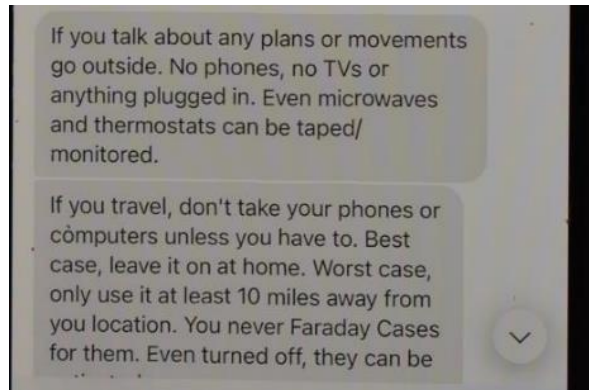 If you talk about any plans or movements
go outside. No phones, no TVs or
anything plugged in. Even microwaves
and thermostats can be taped/
monitored.
If you travel, don't take your phones or
computers unless you have to. Best
case, leave it on at home. Worst case,
only use it at least 10 miles away from
you location. You never Faraday Cases
for them. Even turned off, they can be